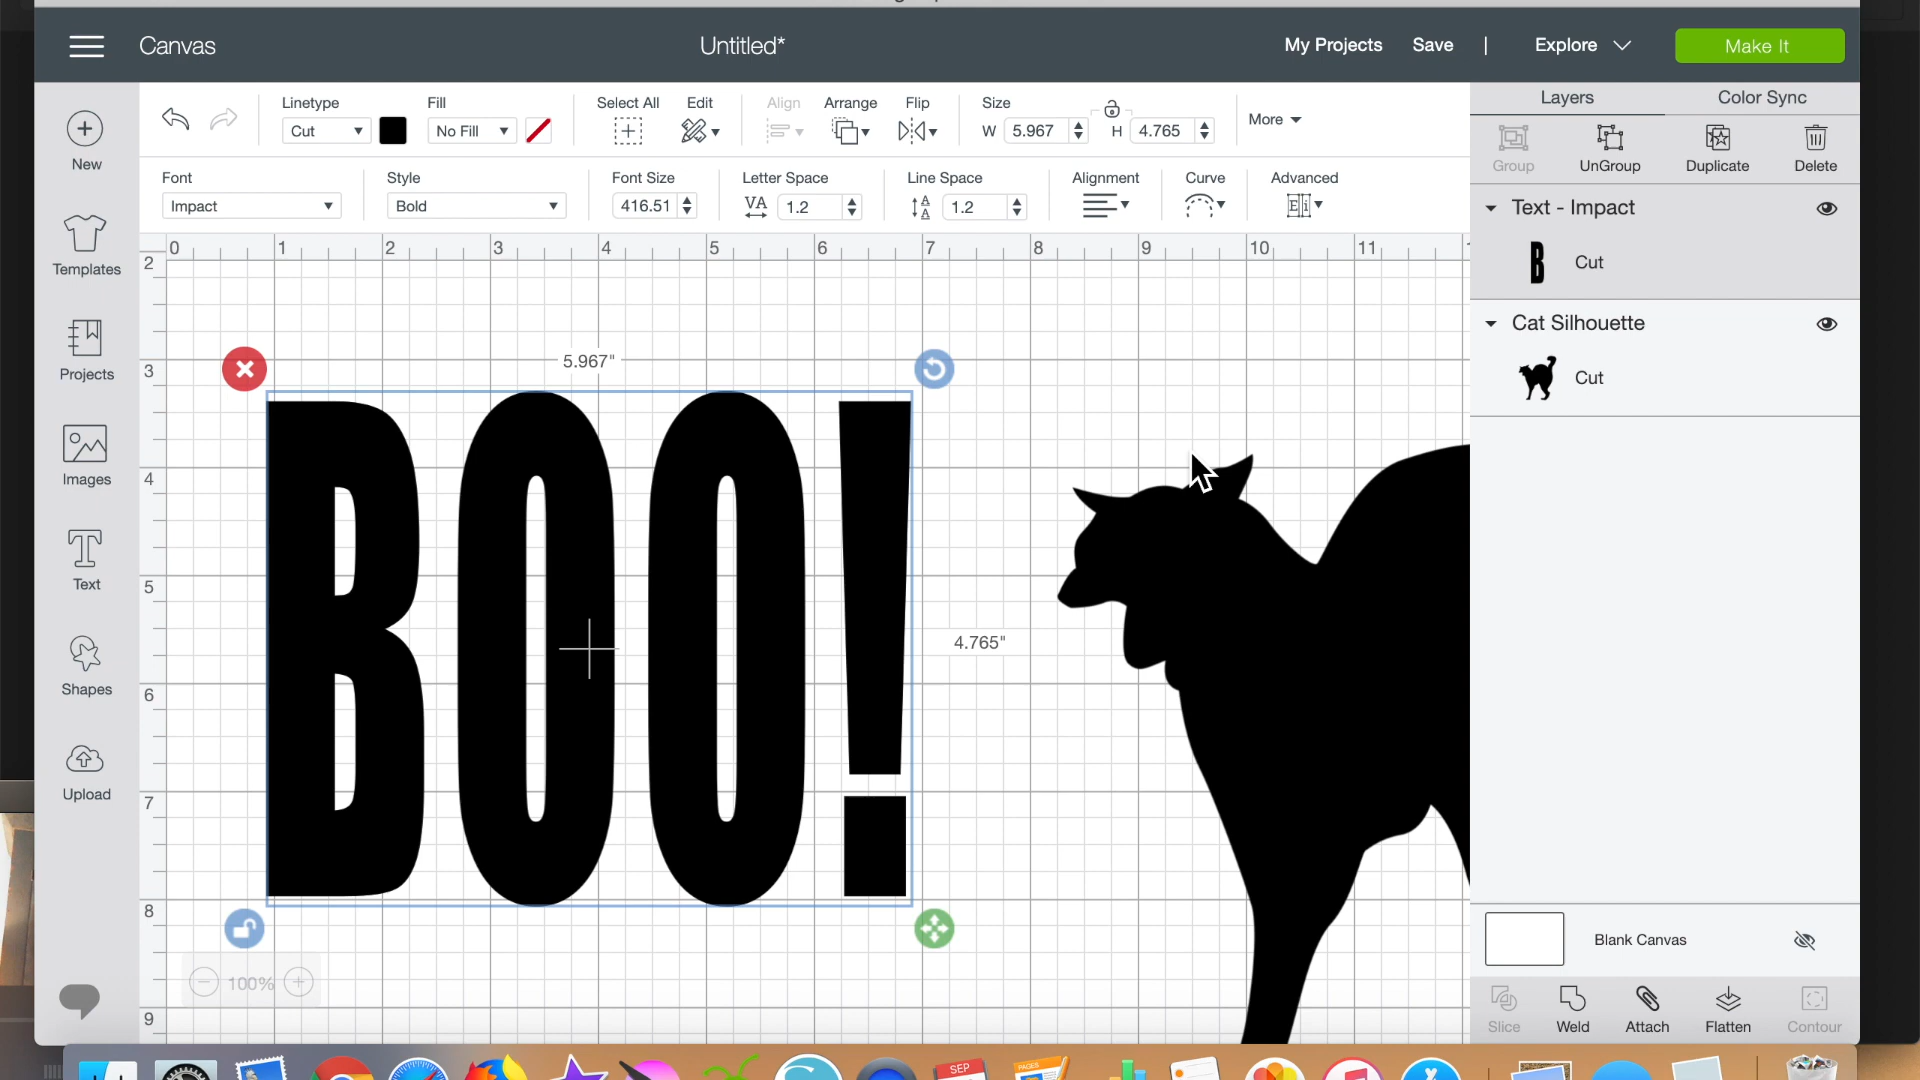 Canvas
Untitled*
My Projects Save | Explore Make It
Linetype Fill Select All Edit Align Arrange Flip Size
Cut No Fill W 5.967 H 4.765 More
Layers Color Sync
Group UnGroup Duplicate Delete
Font Style Font Size Letter Space Line Space Alignment Curve Advanced
Impact Bold 416.51 VA 1.2 1.2
New
Templates
Projects
Images
Text
Shapes
Upload
0 1 2 3 4 5 6 7 8 9 10 11
2
3
4
5
6
7
8
9
5.967"
BOO!
4.765"
100%
Text - Impact
B Cut
Cat Silhouette
Cut
Blank Canvas
Slice Weld Attach Flatten Contour
SEP
PAGES